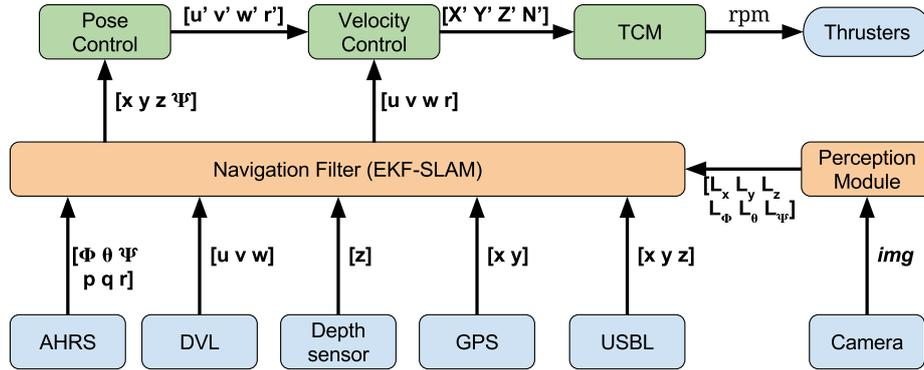 Pose
Control
[u' v' w' r']
Velocity
Control
[X' Y' Z' N']
TCM
rpm
Thrusters
[x y z Ψ]
[u v w r]
Navigation Filter (EKF-SLAM)
Perception
Module
[Lx Ly Lz
LΦ Lθ LΨ]
[Φ θ Ψ
p q r]
[u v w]
[z]
[x y]
[x y z]
img
AHRS
DVL
Depth
sensor
GPS
USBL
Camera